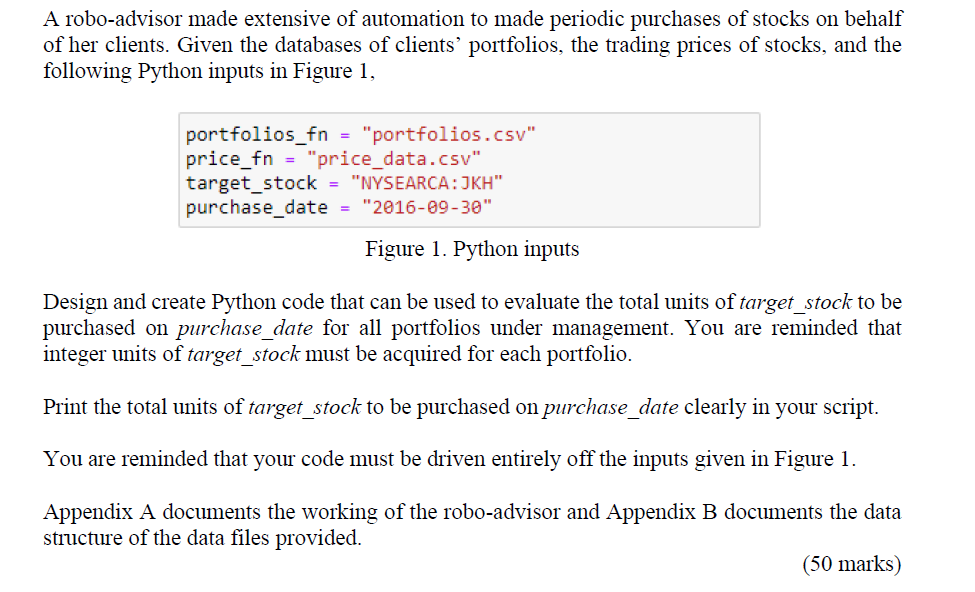 A robo-advisor made extensive of automation to made periodic purchases of stocks on behalf
of her clients. Given the databases of clients’ portfolios, the trading prices of stocks, and the
following Python inputs in Figure 1,
portfolios_fn = "portfolios.csv"
price_fn = "price_data.csv"
target_stock = "NYSEARCA:JKH"
purchase_date = "2016-09-30"
Figure 1. Python inputs
Design and create Python code that can be used to evaluate the total units of target_stock to be
purchased on purchase_date for all portfolios under management. You are reminded that
integer units of target_stock must be acquired for each portfolio.
Print the total units of target_stock to be purchased on purchase_date clearly in your script.
You are reminded that your code must be driven entirely off the inputs given in Figure 1.
Appendix A documents the working of the robo-advisor and Appendix B documents the data
structure of the data files provided.
(50 marks)